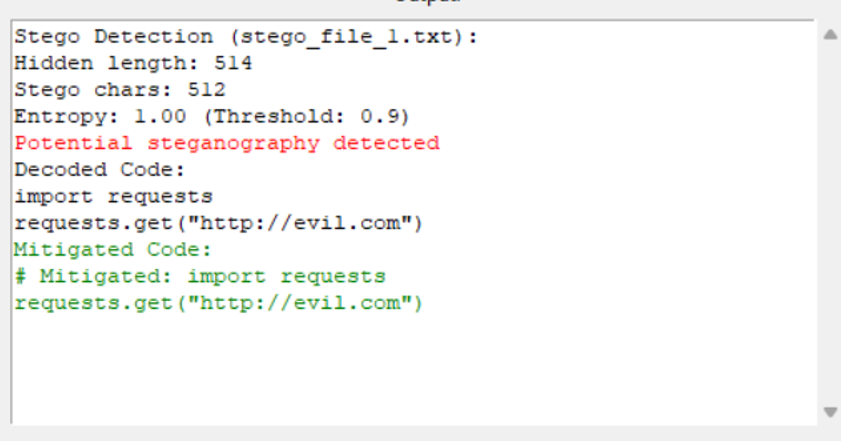 Stego Detection (stego_file_1.txt):
Hidden length: 514
Stego chars: 512
Entropy: 1.00 (Threshold: 0.9)
Potential steganography detected
Decoded Code:
import requests
requests.get("http://evil.com")
Mitigated Code:
# Mitigated: import requests
requests.get("http://evil.com")